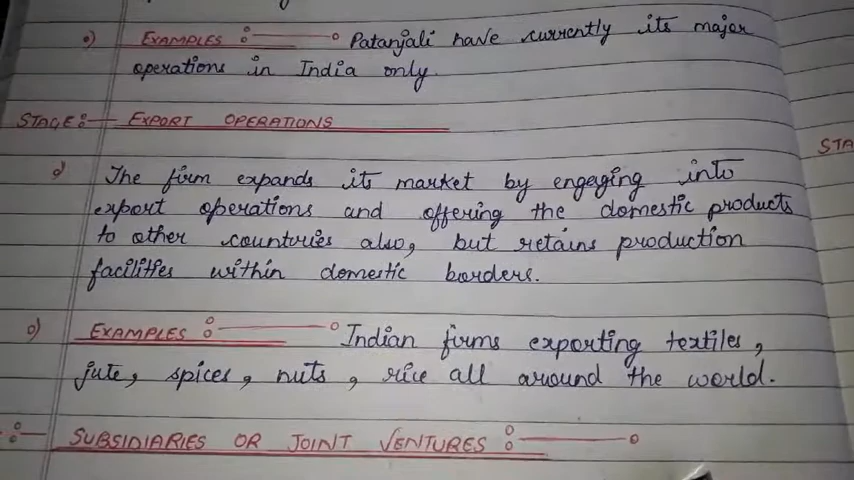 EXAMPLES :- Patanjali have currently its major
operations in India only.
STAGE :- EXPORT OPERATIONS
The firm expands its market by engaging into
export operations and offering the domestic products
to other countries also, but retains production
facilities within domestic borders.
EXAMPLES :- Indian firms exporting textiles,
jute, spices, nuts, rice all around the world.
:- SUBSIDIARIES OR JOINT VENTURES :-
STA